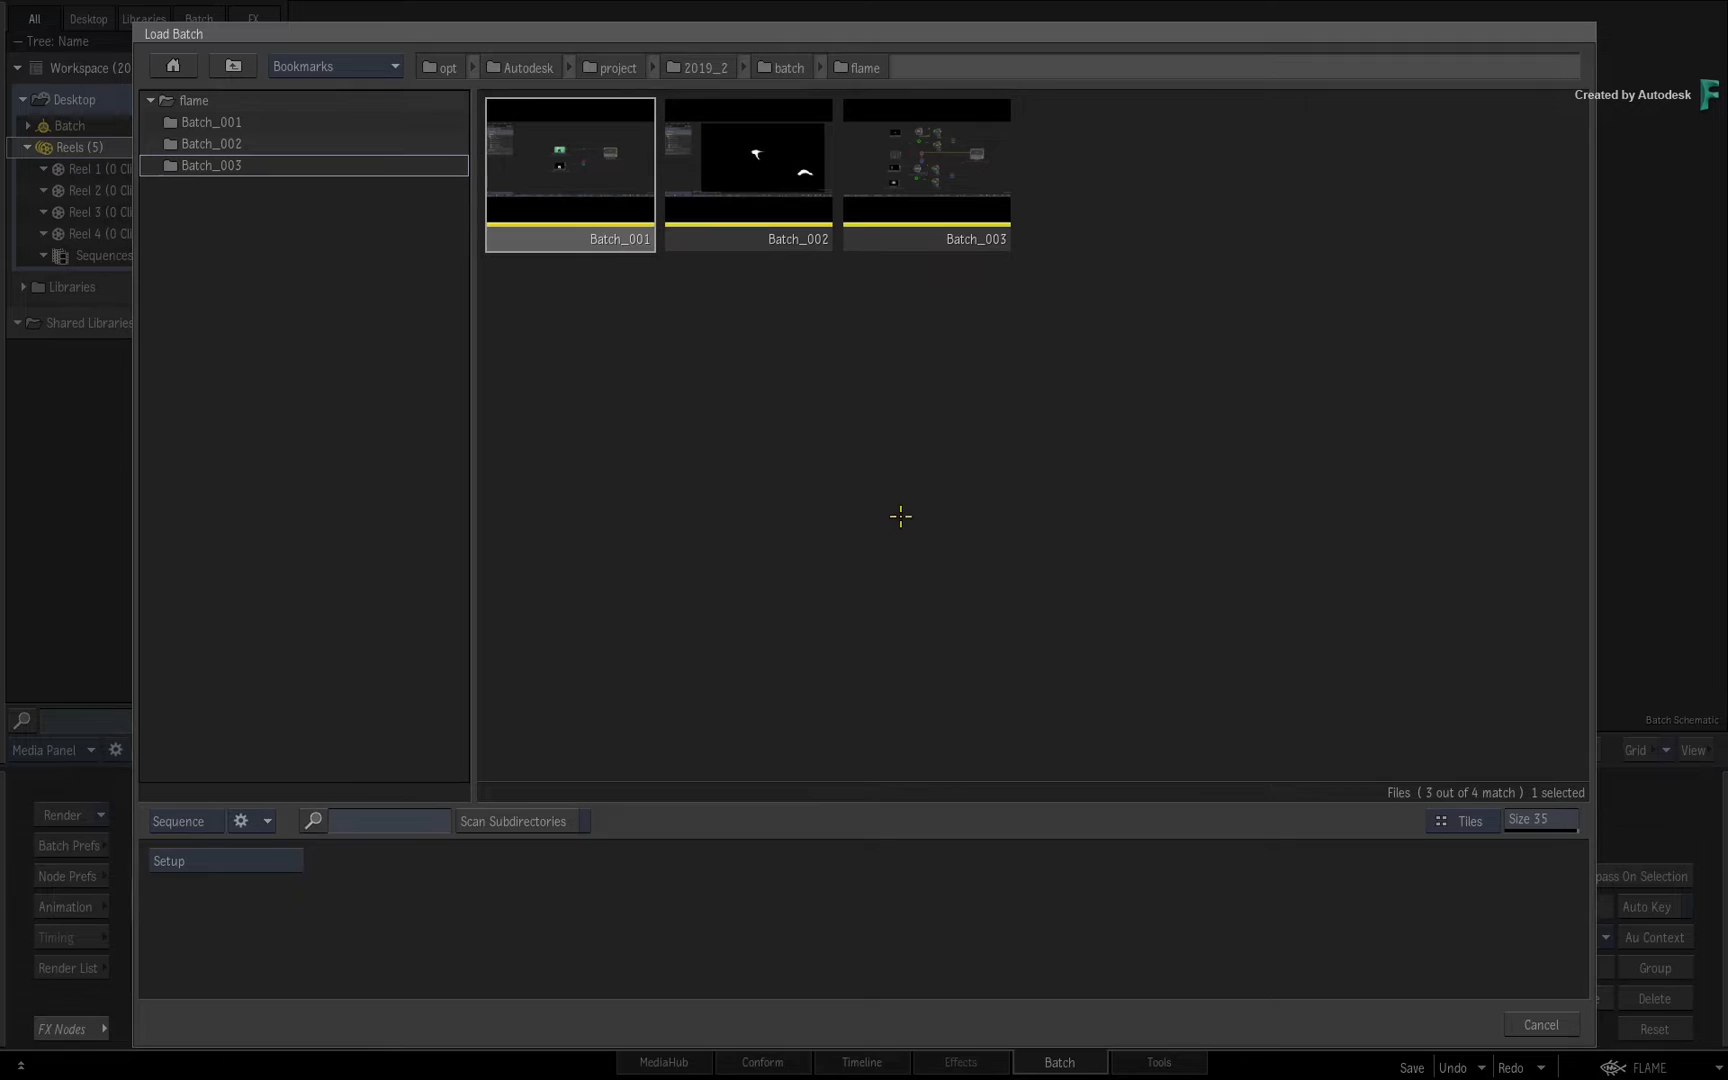 All Desktop Libraries Batch FX
Load Batch
Tree: Name
Bookmarks opt Autodesk project 2019_2 batch flame
Workspace (20
Created by Autodesk
Desktop
flame
Batch
Batch_001
Reels (5)
Batch_002
Reel 1 (0 Cli
Batch_003
Reel 2 (0 Cli
Reel 3 (0 Cli
Reel 4 (0 Cli
Batch_001 Batch_002 Batch_003
Sequences
Libraries
Shared Libraries
Batch Schematic
Media Panel
Grid View
Files ( 3 out of 4 match ) 1 selected
Render
Sequence Scan Subdirectories Tiles Size 35
Batch Prefs
Setup
Node Prefs
pass On Selection
Animation
Auto Key
Timing
Au Context
Render List
Group
Delete
FX Nodes
Cancel
Reset
MediaHub Conform Timeline Effects Batch Tools
Save Undo Redo FLAME